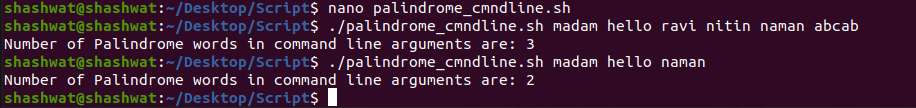 shashwat@shashwat:~/Desktop/Script$ nano palindrome_cmndline.sh
shashwat@shashwat:~/Desktop/Script$ ./palindrome_cmndline.sh madam hello ravi nitin naman abcab
Number of Palindrome words in command line arguments are: 3
shashwat@shashwat:~/Desktop/Script$ ./palindrome_cmndline.sh madam hello naman
Number of Palindrome words in command line arguments are: 2
shashwat@shashwat:~/Desktop/Script$